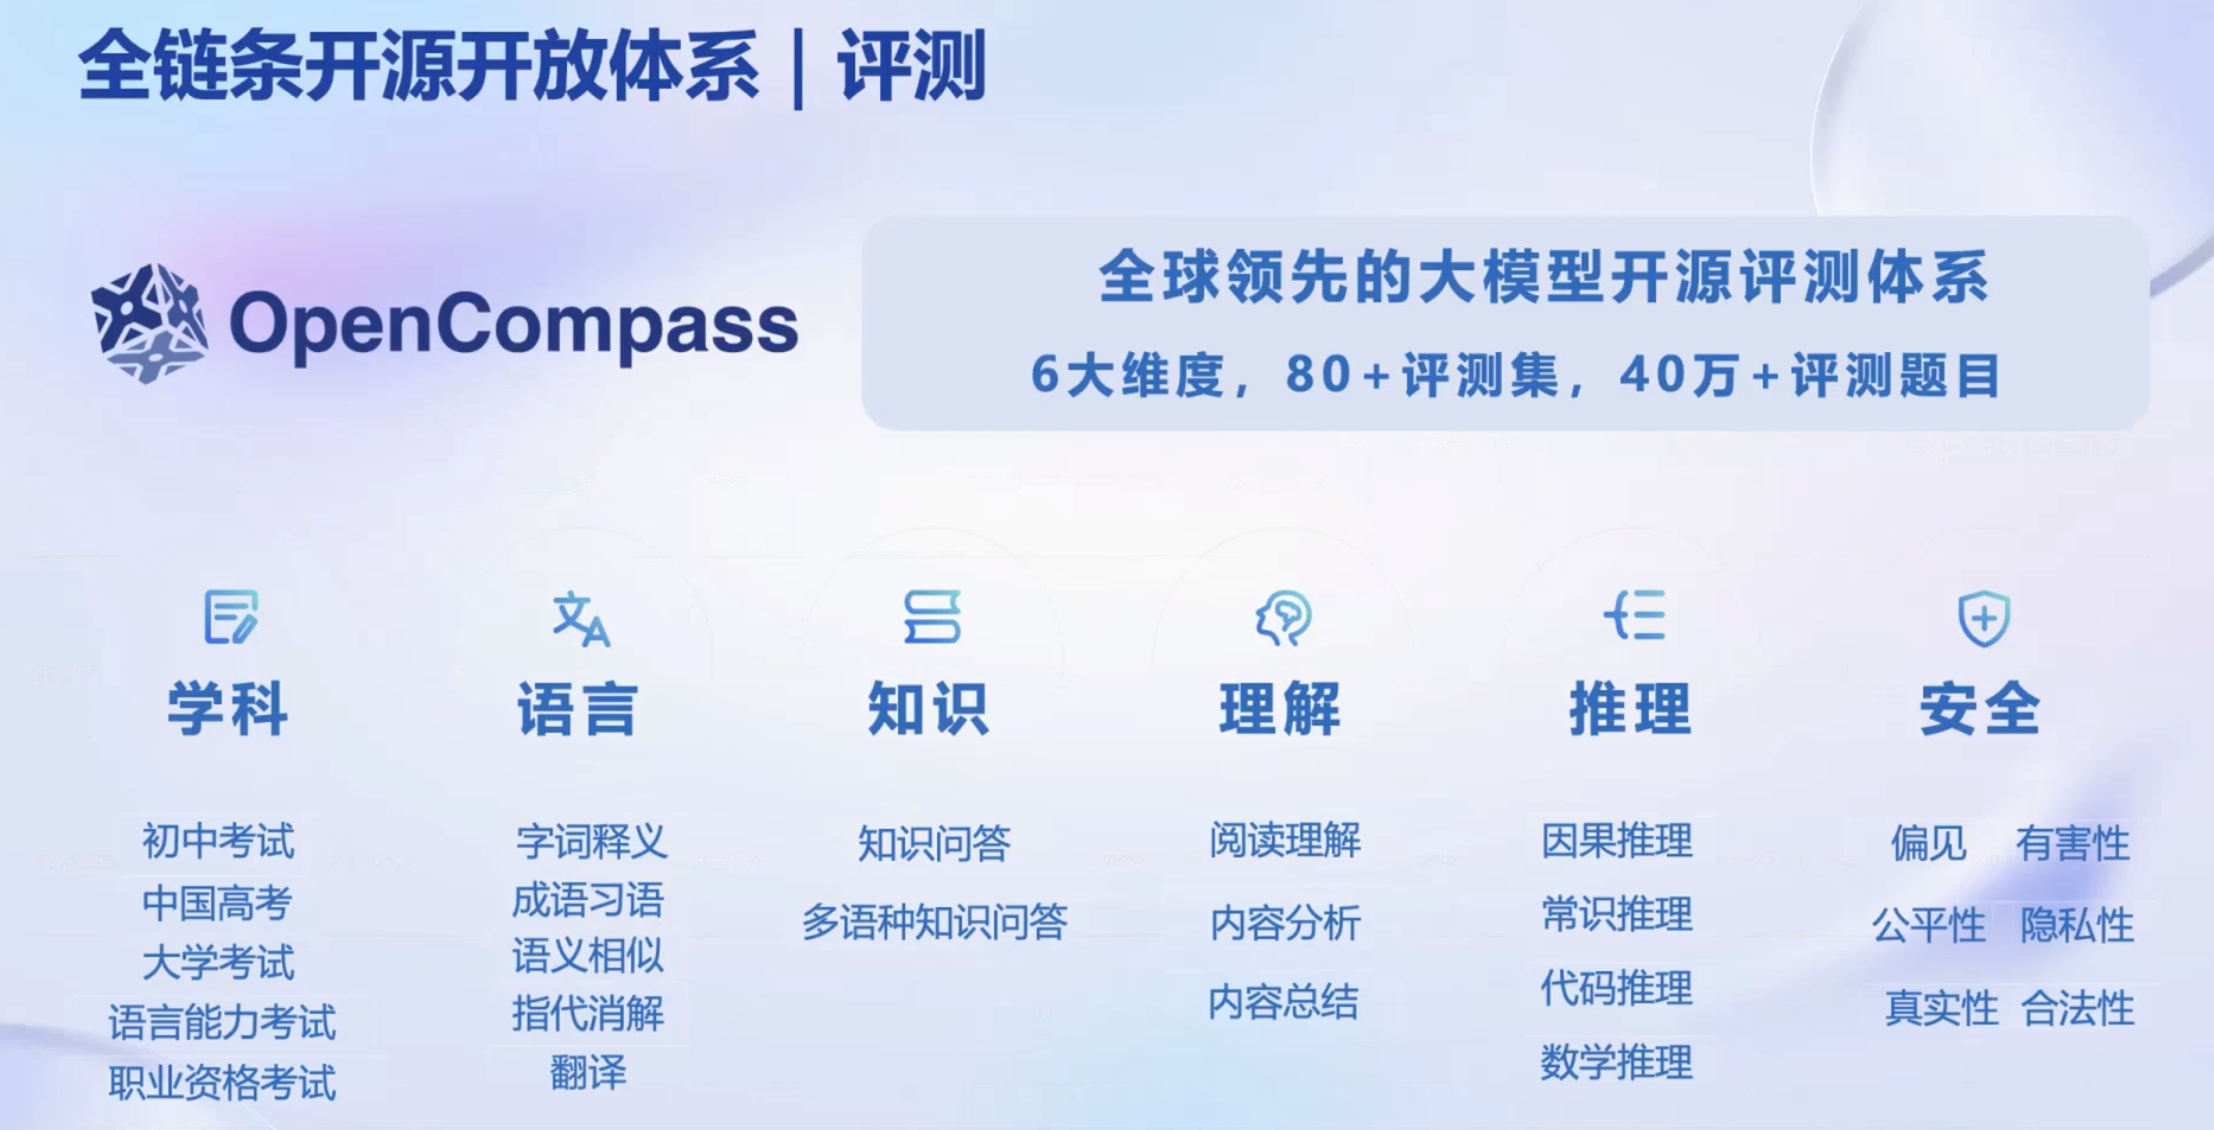 全链条开源开放体系｜评测
OpenCompass
全球领先的大模型开源评测体系
6大维度，80+评测集，40万+评测题目
学科
初中考试
中国高考
大学考试
语言能力考试
职业资格考试
语言
字词释义
成语习语
语义相似
指代消解
翻译
知识
知识问答
多语种知识问答
理解
阅读理解
内容分析
内容总结
推理
因果推理
常识推理
代码推理
数学推理
安全
偏见 有害性
公平性 隐私性
真实性 合法性